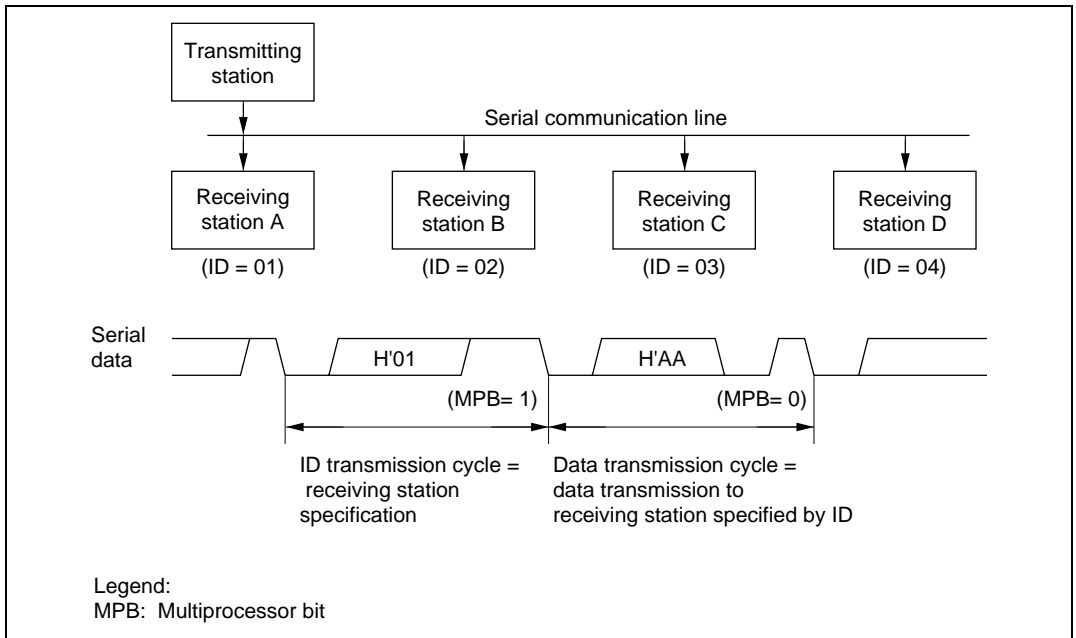 Transmitting
station
Serial communication line
Receiving
station A
Receiving
station B
Receiving
station C
Receiving
station D
(ID = 01)
(ID = 02)
(ID = 03)
(ID = 04)
Serial
data
H'01
H'AA
(MPB= 1)
(MPB= 0)
ID transmission cycle =
receiving station
specification
Data transmission cycle =
data transmission to
receiving station specified by ID
Legend:
MPB: Multiprocessor bit